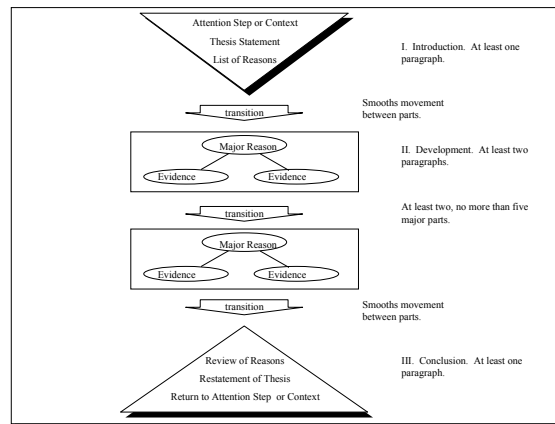 Attention Step or Context
Thesis Statement
List of Reasons
I. Introduction. At least one
paragraph.
transition
Smooths movement
between parts.
Major Reason
Evidence
Evidence
II. Development. At least two
paragraphs.
transition
At least two, no more than five
major parts.
Major Reason
Evidence
Evidence
transition
Smooths movement
between parts.
Review of Reasons
Restatement of Thesis
Return to Attention Step or Context
III. Conclusion. At least one
paragraph.